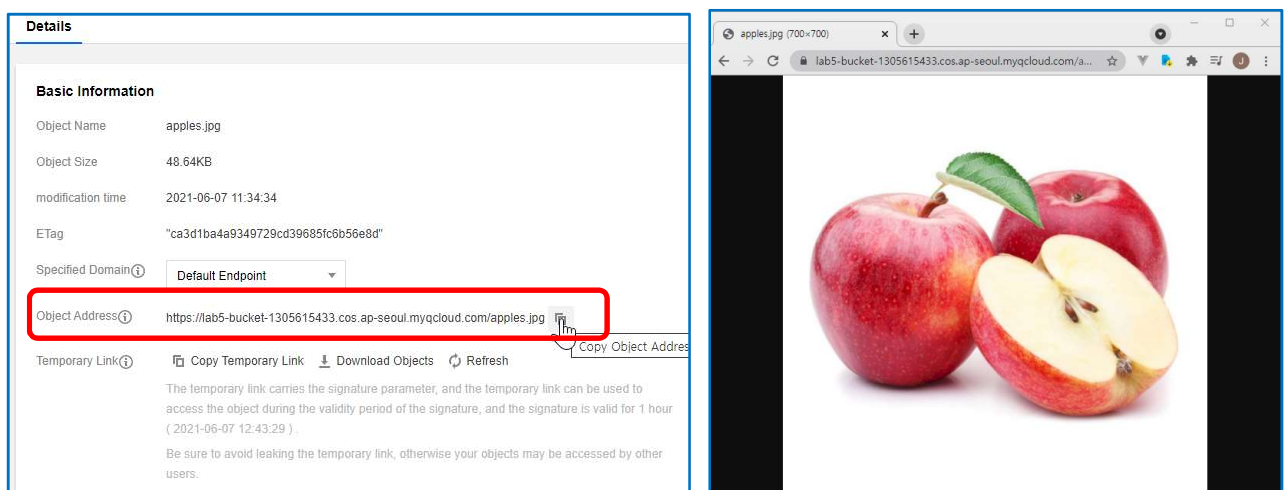 Details
Basic Information
Object Name apples.jpg
Object Size 48.64KB
modification time 2021-06-07 11:34:34
ETag "ca3d1ba4a9349729cd39685fc6b56e8d"
Specified Domain Default Endpoint
Object Address https://lab5-bucket-1305615433.cos.ap-seoul.myqcloud.com/apples.jpg
Copy Object Addres
Temporary Link Copy Temporary Link Download Objects Refresh
The temporary link carries the signature parameter, and the temporary link can be used to
access the object during the validity period of the signature, and the signature is valid for 1 hour
( 2021-06-07 12:43:29 ) .
Be sure to avoid leaking the temporary link, otherwise your objects may be accessed by other
users.
apples.jpg (700×700)
lab5-bucket-1305615433.cos.ap-seoul.myqcloud.com/a...
J